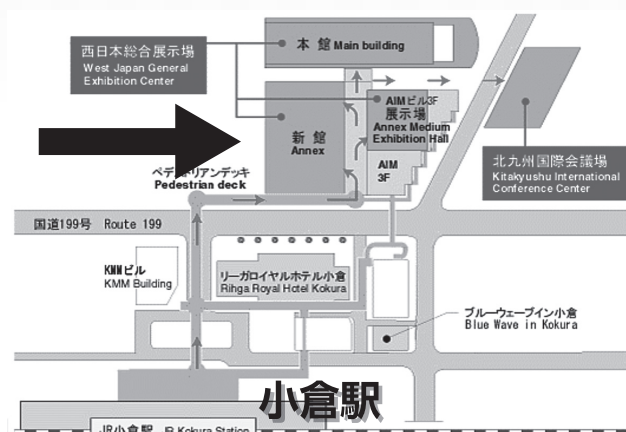 本 館 Main building
西日本総合展示場
West Japan General
Exhibition Center
AIMビル3F
展示場
Annex Medium
Exhibition Hall
新 館
Annex
AIM
3F
北九州国際会議場
Kitakyushu International
Conference Center
ペデストリアンデッキ
Pedestrian deck
国道199号 Route 199
KMMビル
KMM Building
リーガロイヤルホテル小倉
Rihga Royal Hotel Kokura
ブルーウェーブイン小倉
Blue Wave in Kokura
小倉駅
JR小倉駅 JR Kokura Station